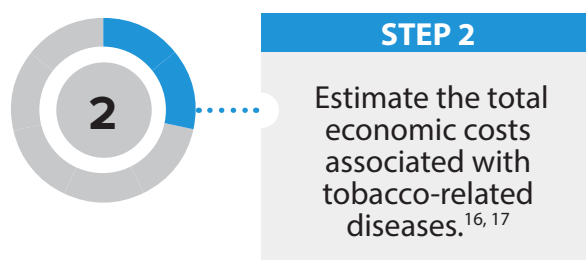 2
STEP 2
Estimate the total
economic costs
associated with
tobacco-related
diseases.16, 17